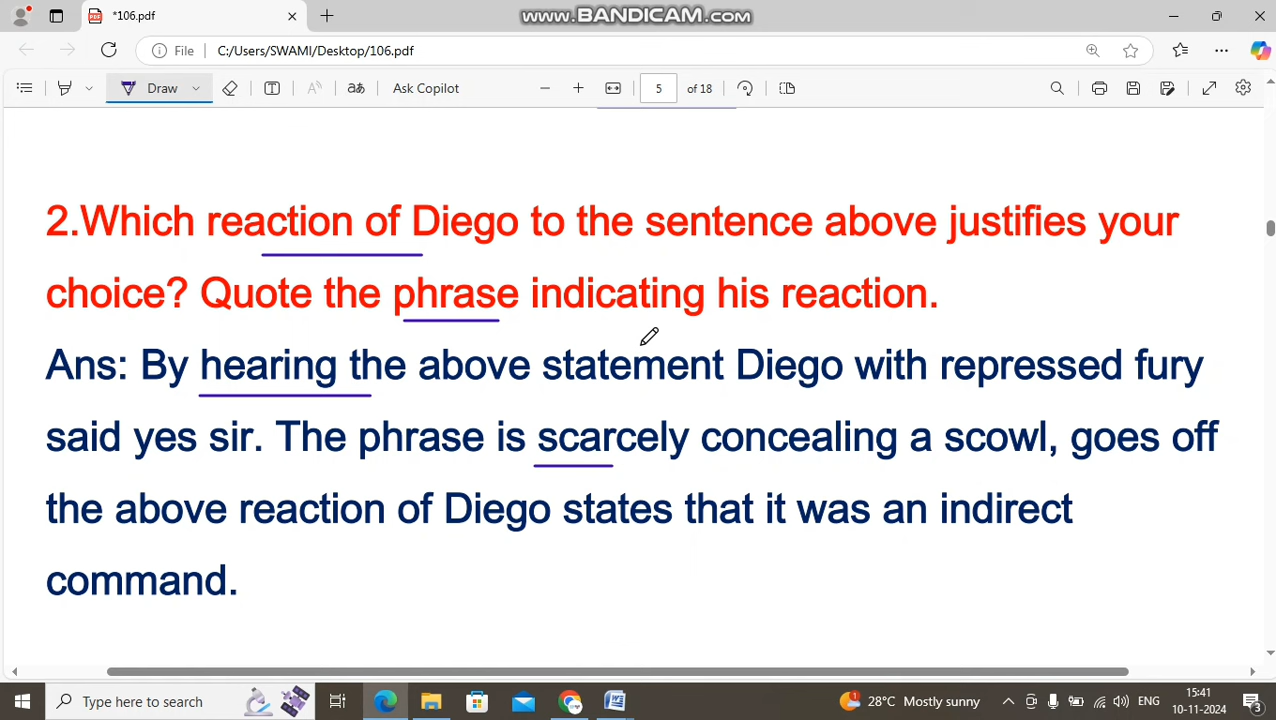 *106.pdf
www.BANDICAM.com
File C:/Users/SWAMI/Desktop/106.pdf
Draw Ask Copilot 5 of 18
2.Which reaction of Diego to the sentence above justifies your
choice? Quote the phrase indicating his reaction.
Ans: By hearing the above statement Diego with repressed fury
said yes sir. The phrase is scarcely concealing a scowl, goes off
the above reaction of Diego states that it was an indirect
command.
Type here to search 28°C Mostly sunny ENG 15:41
10-11-2024